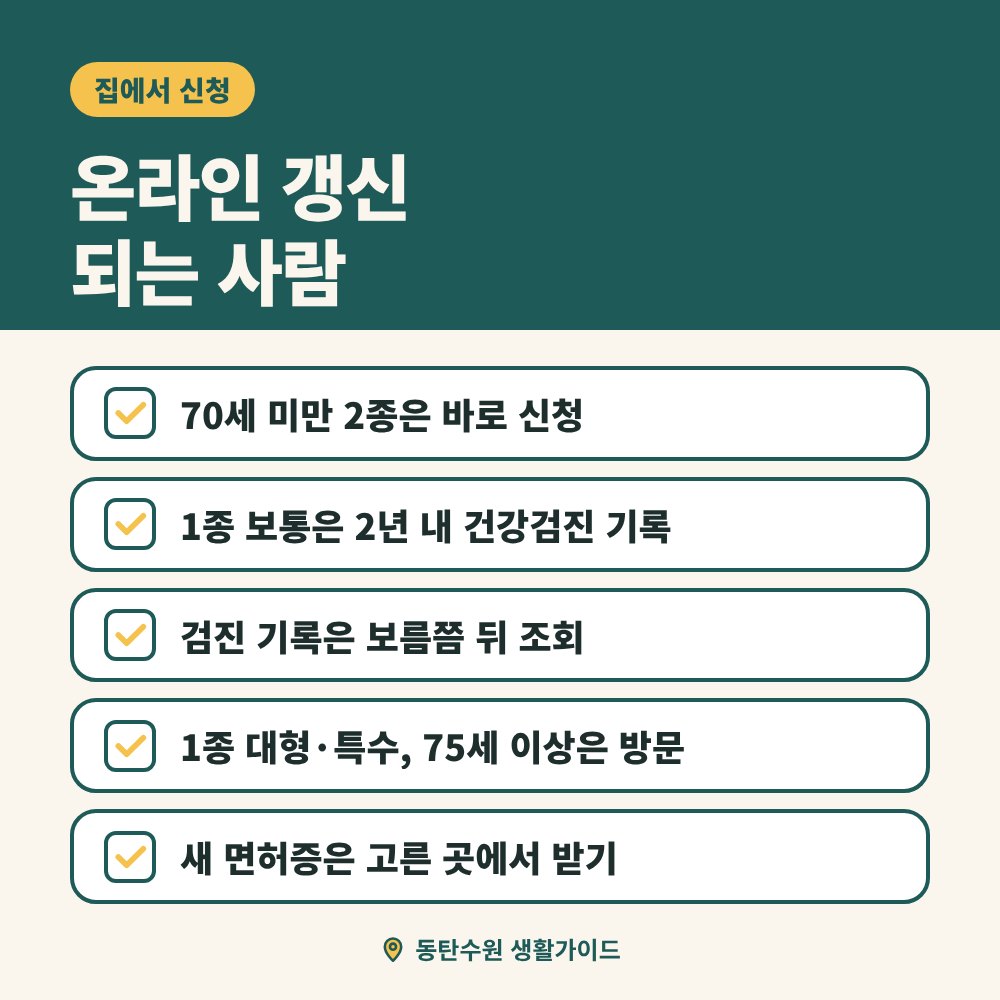 집에서 신청
온라인 갱신
되는 사람
70세 미만 2종은 바로 신청
1종 보통은 2년 내 건강검진 기록
검진 기록은 보름쯤 뒤 조회
1종 대형·특수, 75세 이상은 방문
새 면허증은 고른 곳에서 받기
동탄수원 생활가이드